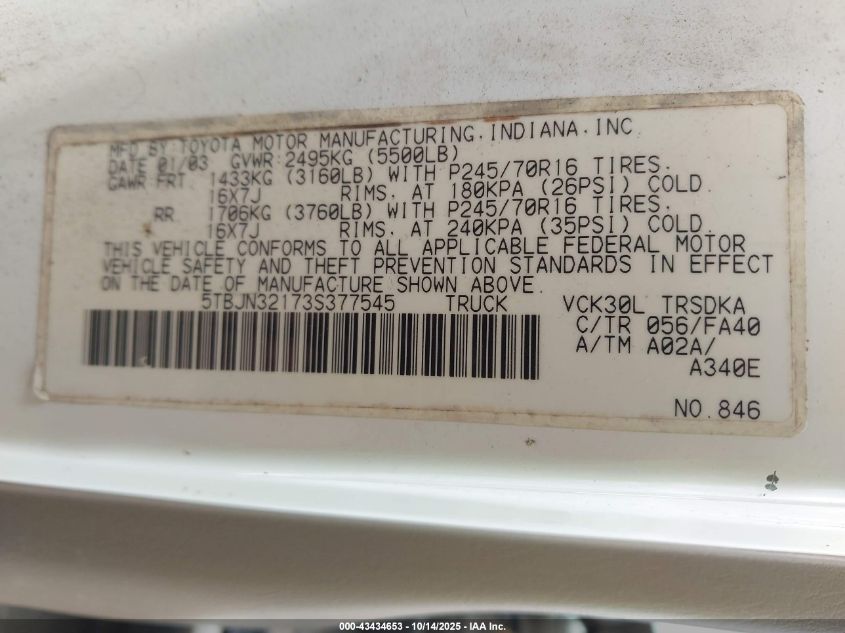 MFD BY TOYOTA MOTOR MANUFACTURING, INDIANA, INC.
DATE 01/03 GVWR 2495KG (5500LB)
GAWR FRT 1433KG (3160LB) WITH P245/70R16 TIRES.
16X7J RIMS. AT 180KPA (26PSI) COLD.
RR 1706KG (3760LB) WITH P245/70R16 TIRES.
16X7J RIMS. AT 240KPA (35PSI) COLD.
THIS VEHICLE CONFORMS TO ALL APPLICABLE FEDERAL MOTOR
VEHICLE SAFETY AND THEFT PREVENTION STANDARDS IN EFFECT
ON THE DATE OF MANUFACTURE SHOWN ABOVE.
5TBJN32173S377545 TRUCK VCK30L TRSDKA
C/TR 056/FA40
A/TM A02A/
A340E
NO. 846
000-43434653 - 10/14/2025 - IAA Inc.